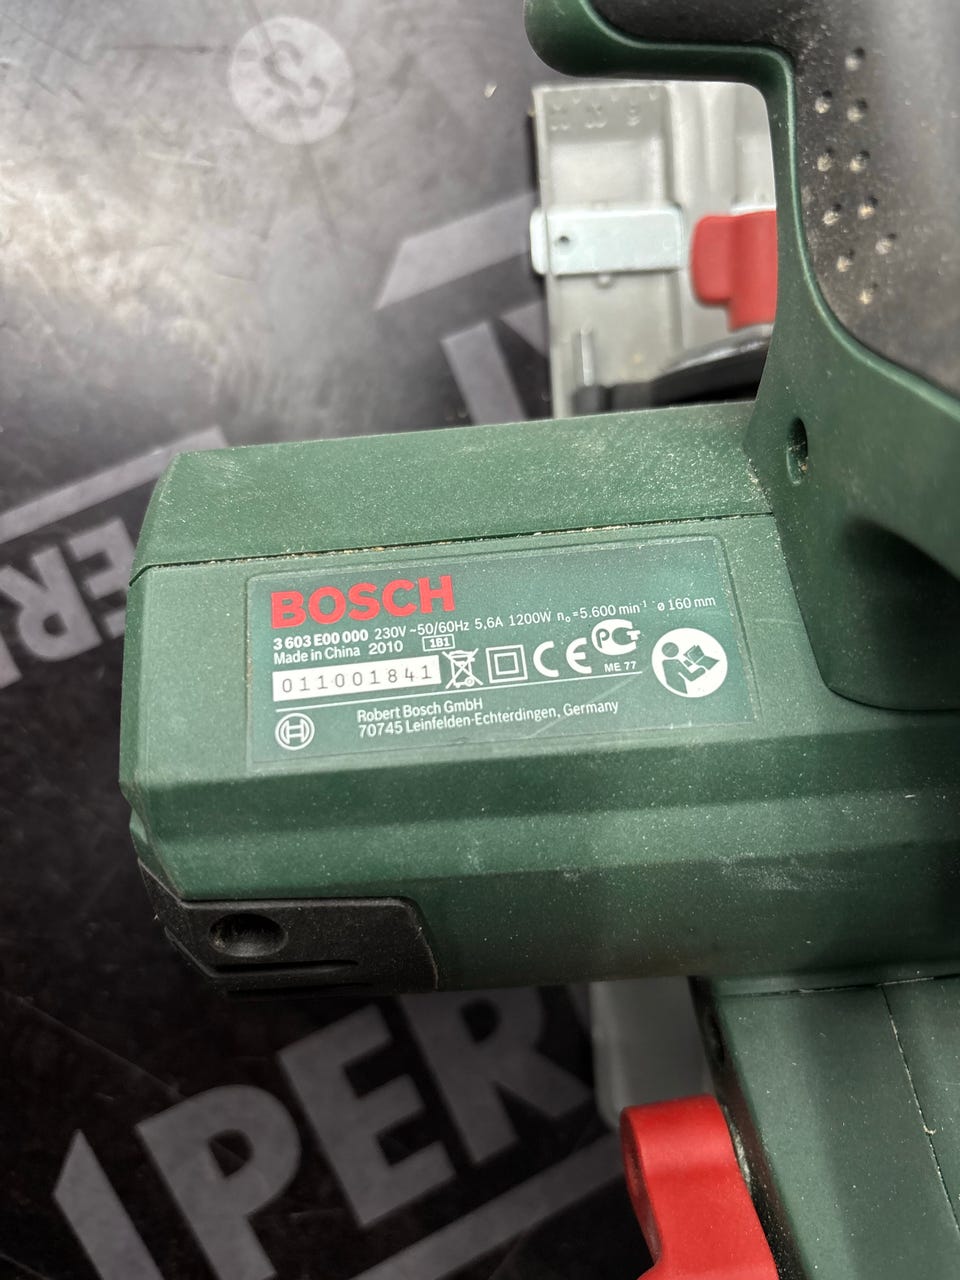 BOSCH
3 603 E00 000 230V ~50/60Hz 5,6A 1200W n₀ =5.600 min⁻¹ ø 160 mm
Made in China 2010 1B1
011001841
ME 77
Robert Bosch GmbH
70745 Leinfelden-Echterdingen, Germany
PER